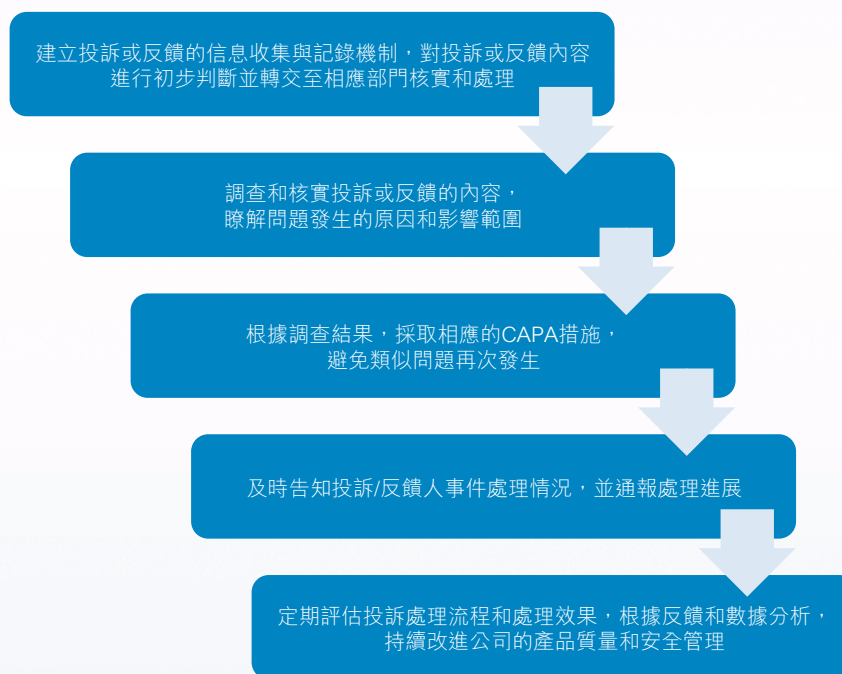 建立投訴或反饋的信息收集與記錄機制，對投訴或反饋內容
進行初步判斷並轉交至相應部門核實和處理
調查和核實投訴或反饋的內容，
瞭解問題發生的原因和影響範圍
根據調查結果，採取相應的CAPA措施，
避免類似問題再次發生
及時告知投訴/反饋人事件處理情況，並通報處理進展
定期評估投訴處理流程和處理效果，根據反饋和數據分析，
持續改進公司的產品質量和安全管理